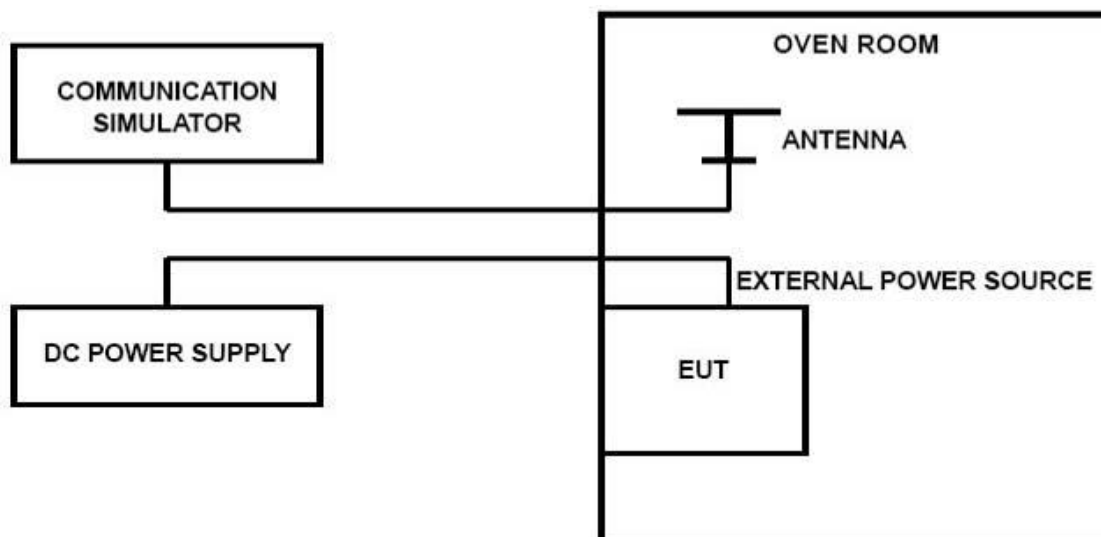 OVEN ROOM
COMMUNICATION
SIMULATOR
ANTENNA
EXTERNAL POWER SOURCE
DC POWER SUPPLY
EUT